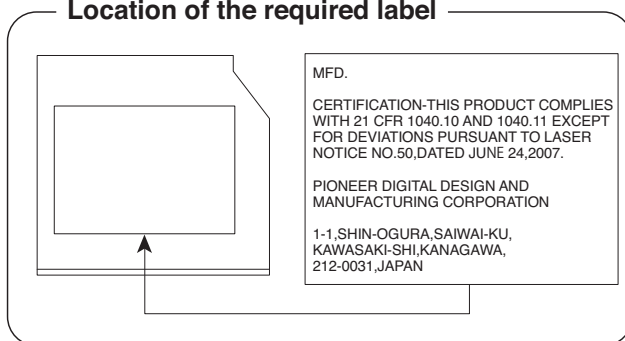 Location of the required label
MFD.
CERTIFICATION-THIS PRODUCT COMPLIES
WITH 21 CFR 1040.10 AND 1040.11 EXCEPT
FOR DEVIATIONS PURSUANT TO LASER
NOTICE NO.50,DATED JUNE 24,2007.
PIONEER DIGITAL DESIGN AND
MANUFACTURING CORPORATION
1-1,SHIN-OGURA,SAIWAI-KU,
KAWASAKI-SHI,KANAGAWA,
212-0031,JAPAN